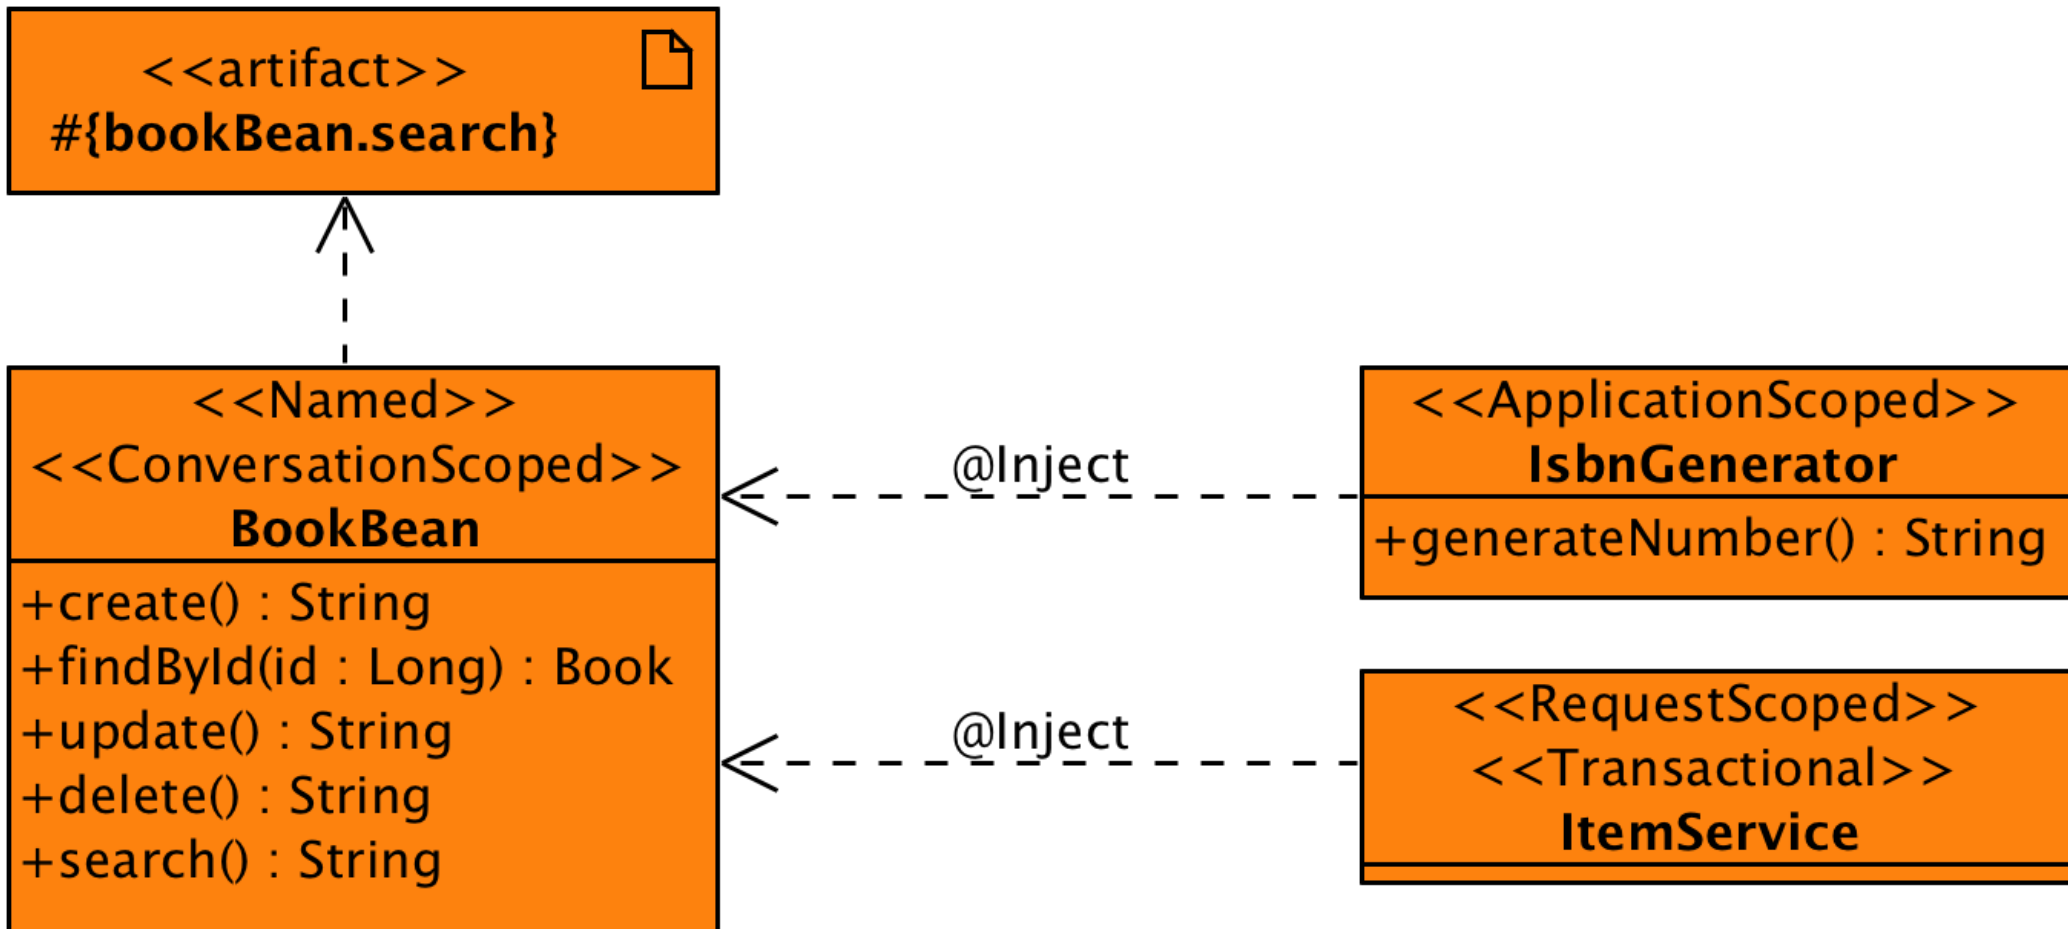 <<artifact>>
#{bookBean.search}
<<Named>>
<<ConversationScoped>>
BookBean
+create() : String
+findById(id : Long) : Book
+update() : String
+delete() : String
+search() : String
@Inject
@Inject
<<ApplicationScoped>>
IsbnGenerator
+generateNumber() : String
<<RequestScoped>>
<<Transactional>>
ItemService